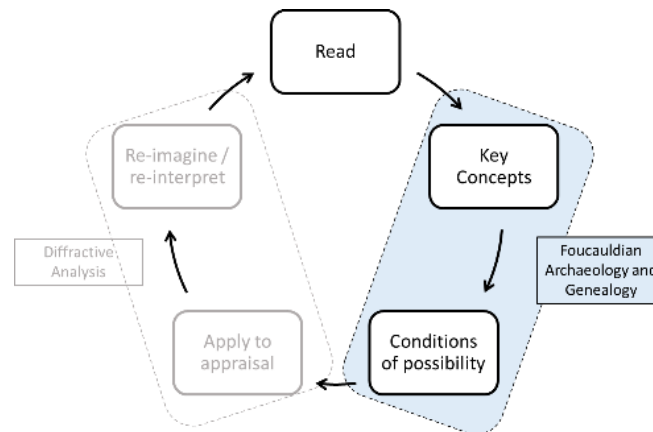 Read
Key
Concepts
Foucauldian
Archaeology and
Genealogy
Conditions
of possibility
Apply to
appraisal
Diffractive
Analysis
Re-imagine /
re-interpret